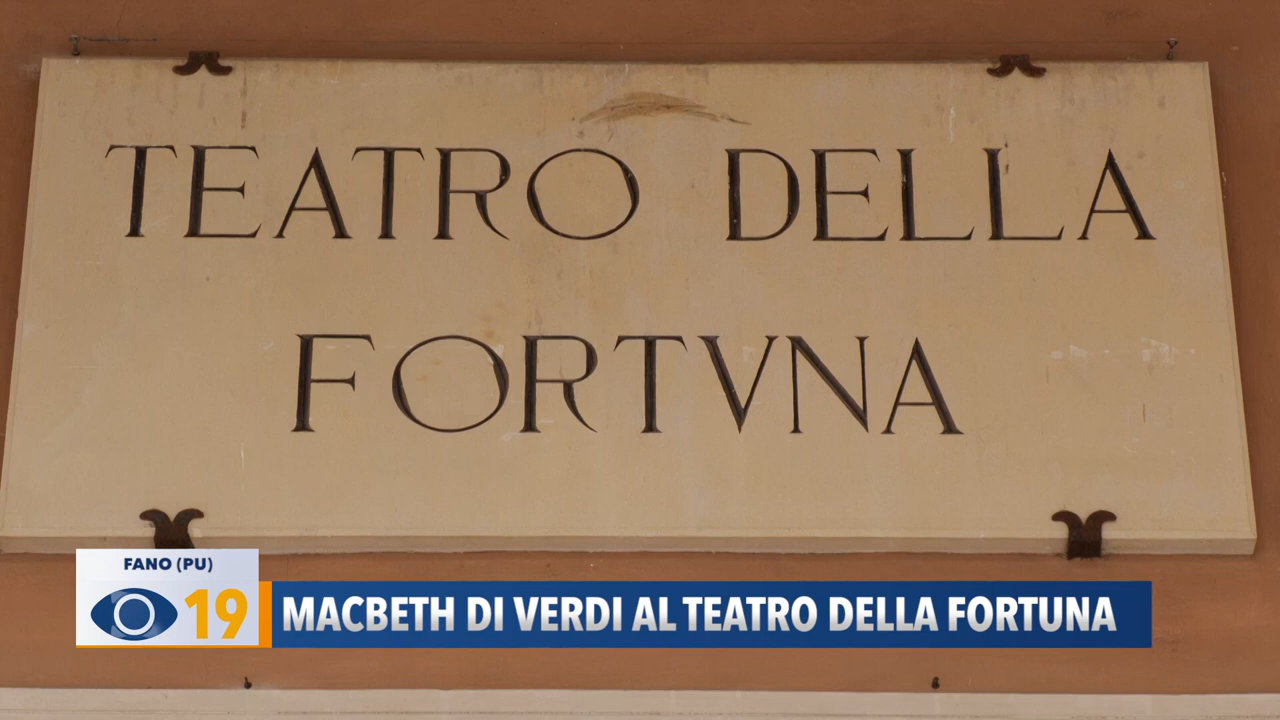 TEATRO DELLA
FORTVNA
FANO (PU)
19
MACBETH DI VERDI AL TEATRO DELLA FORTUNA